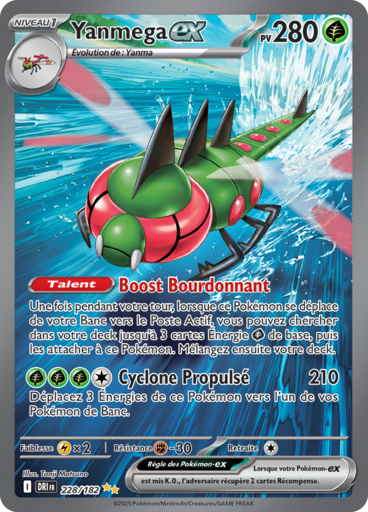 NIVEAU 1 Yanmega ex PV 280
Évolution de : Yanma
Talent Boost Bourdonnant
Une fois pendant votre tour, lorsque ce Pokémon se déplace
de votre Banc vers le Poste Actif, vous pouvez chercher
dans votre deck jusqu'à 3 cartes Énergie de base, puis
les attacher à ce Pokémon. Mélangez ensuite votre deck.
Cyclone Propulsé 210
Déplacez 3 Énergies de ce Pokémon vers l'un de vos
Pokémon de Banc.
Faiblesse ×2 Résistance -30 Retraite
Illus. Tonji Matsuno
Règle des Pokémon-ex Lorsque votre Pokémon-ex
est mis K.O., l'adversaire récupère 2 cartes Récompense.
I DRI FR 228/182
©2025 Pokémon/Nintendo/Creatures/GAME FREAK